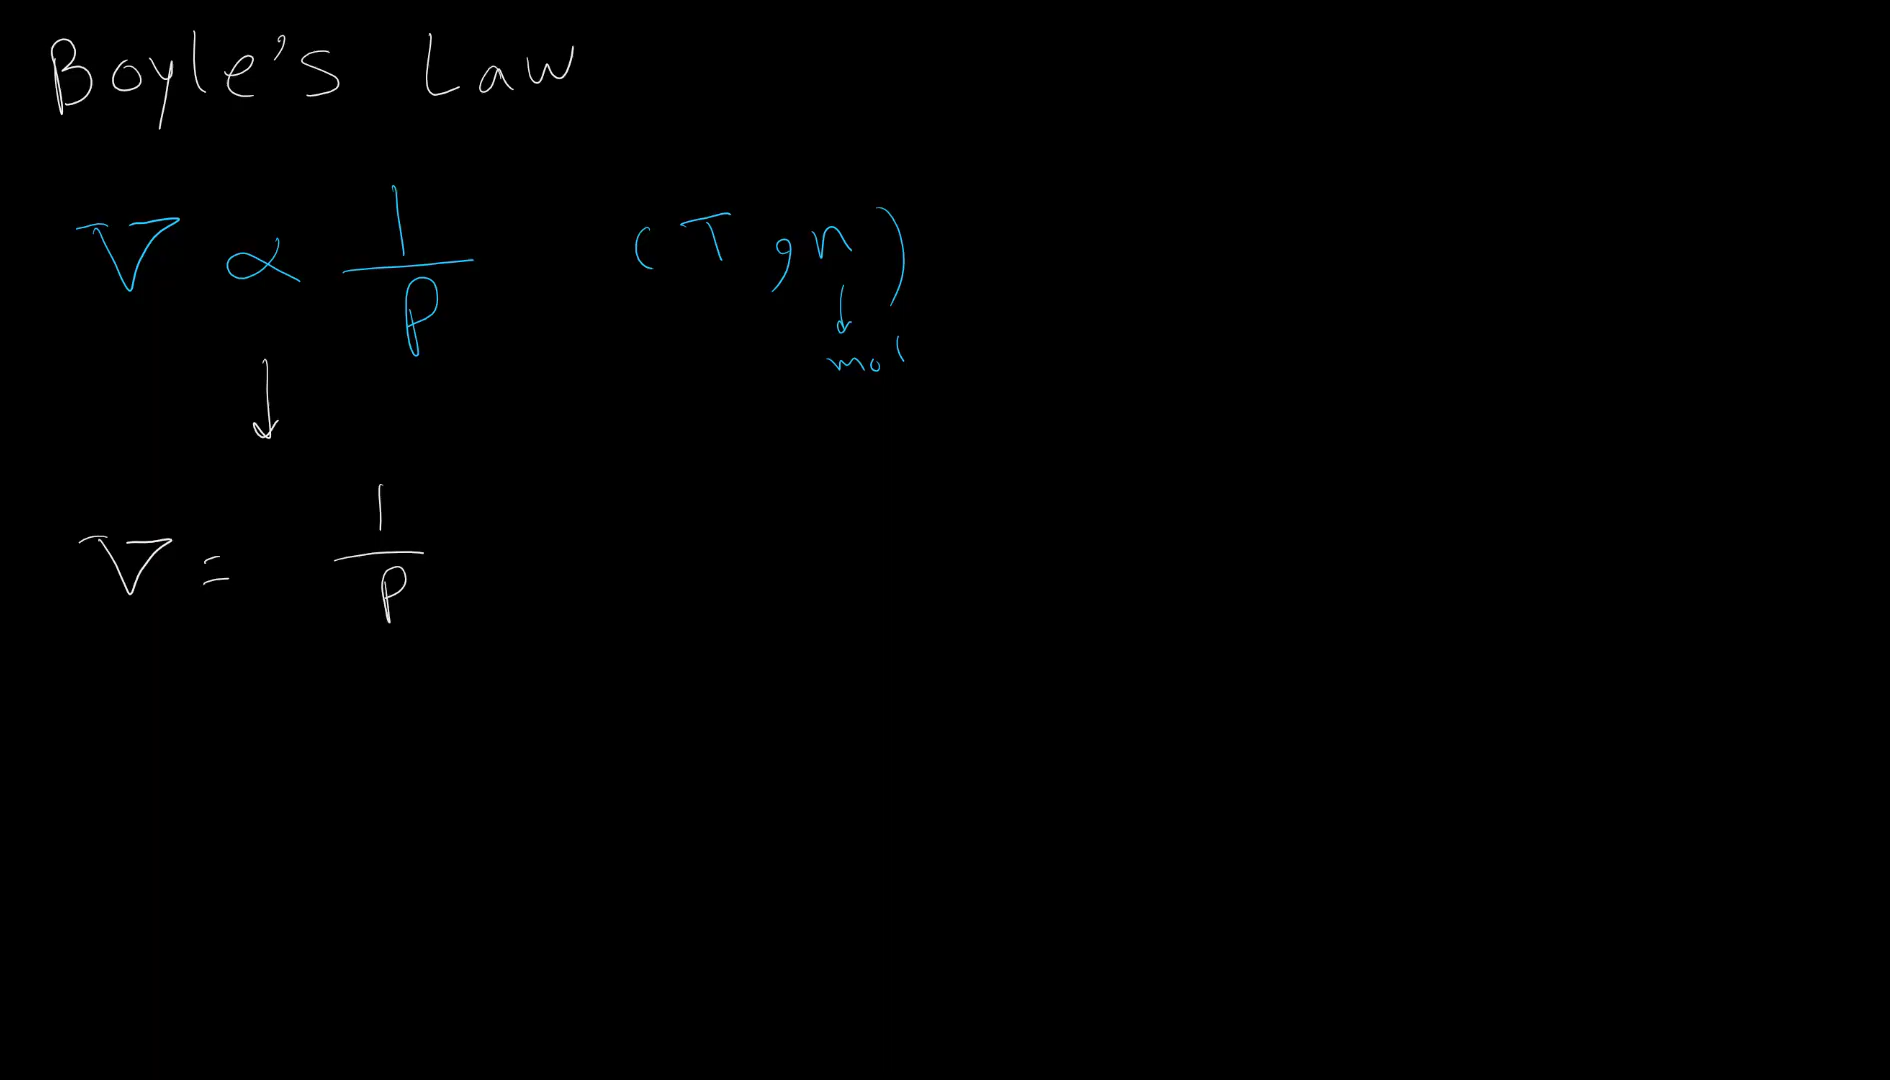 Boyle's Law
V ∝ 1/P (T, n)
↓
mol
↓
V = 1/P